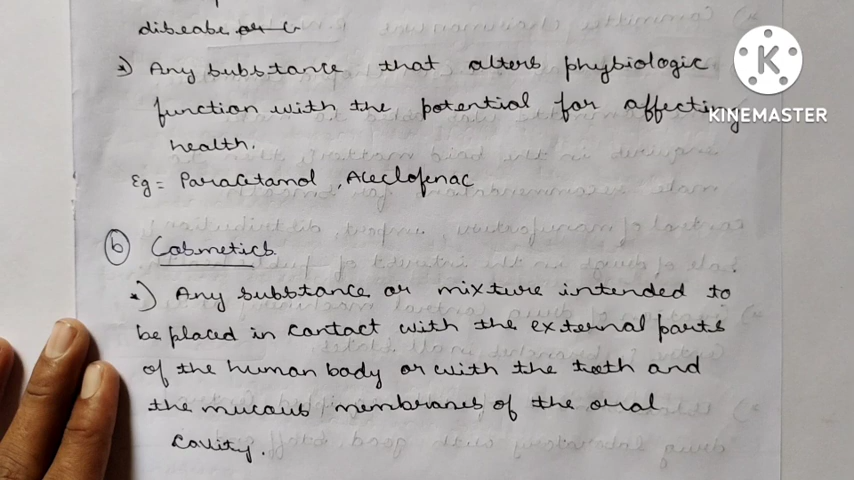 disease or c
*) Any substance that alters physiologic
function with the potential for affecting
health.
Eg = Paracetamol, Aceclofenac
(b) Cosmetics.
*) Any substance or mixture intended to
be placed in contact with the external parts
of the human body or with the teeth and
the mucous membranes of the oral
cavity.
K
KINEMASTER